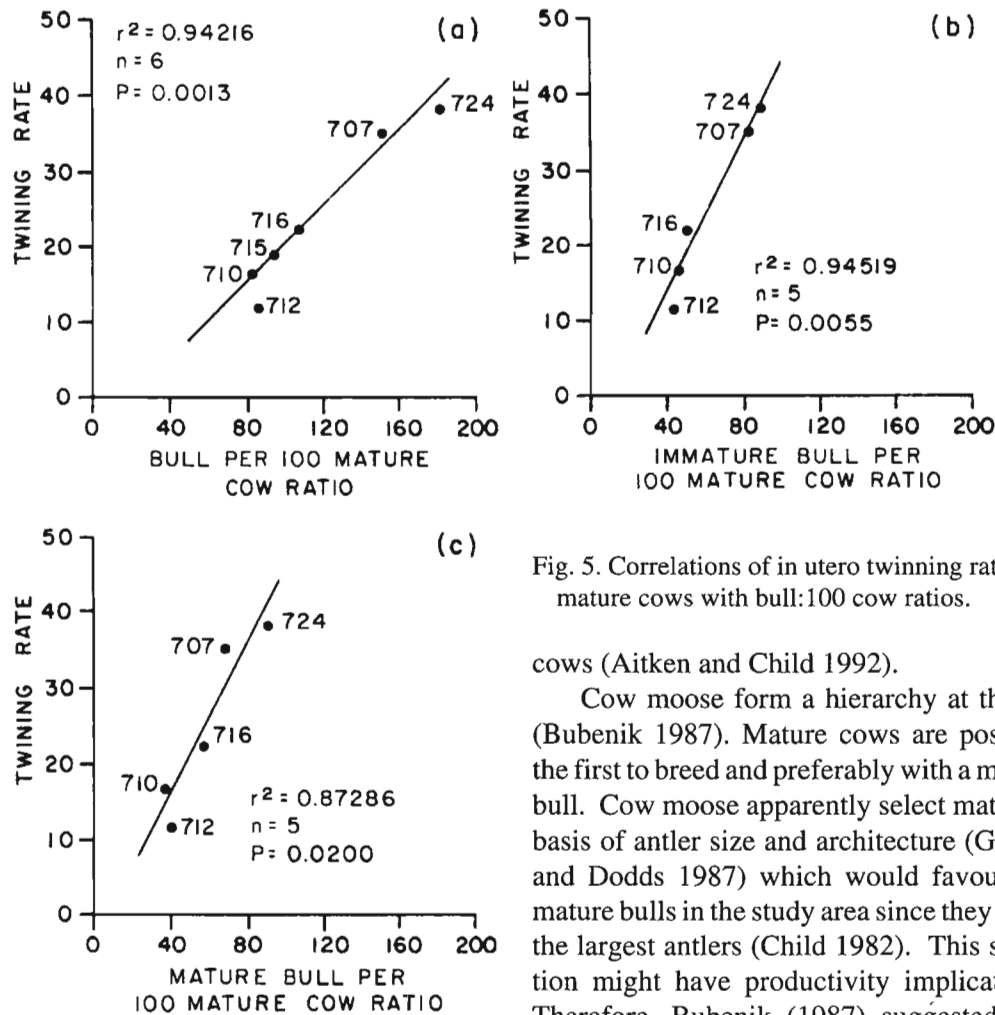 (a)
r² = 0.94216
n = 6
P = 0.0013
TWINING RATE
50
40
30
20
10
0
724
707
716
715
710
712
0 40 80 120 160 200
BULL PER 100 MATURE
COW RATIO
(b)
TWINING RATE
50
40
30
20
10
0
724
707
716
710
712
r² = 0.94519
n = 5
P = 0.0055
0 40 80 120 160 200
IMMATURE BULL PER
100 MATURE COW RATIO
(c)
TWINING RATE
50
40
30
20
10
0
724
707
716
710
712
r² = 0.87286
n = 5
P = 0.0200
0 40 80 120 160 200
MATURE BULL PER
100 MATURE COW RATIO
Fig. 5. Correlations of in utero twinning rat
mature cows with bull:100 cow ratios.
cows (Aitken and Child 1992).
Cow moose form a hierarchy at th
(Bubenik 1987). Mature cows are pos
the first to breed and preferably with a m
bull. Cow moose apparently select mat
basis of antler size and architecture (G
and Dodds 1987) which would favou
mature bulls in the study area since they
the largest antlers (Child 1982). This s
tion might have productivity implicat
Therefore, Bubenik (1987) suggested